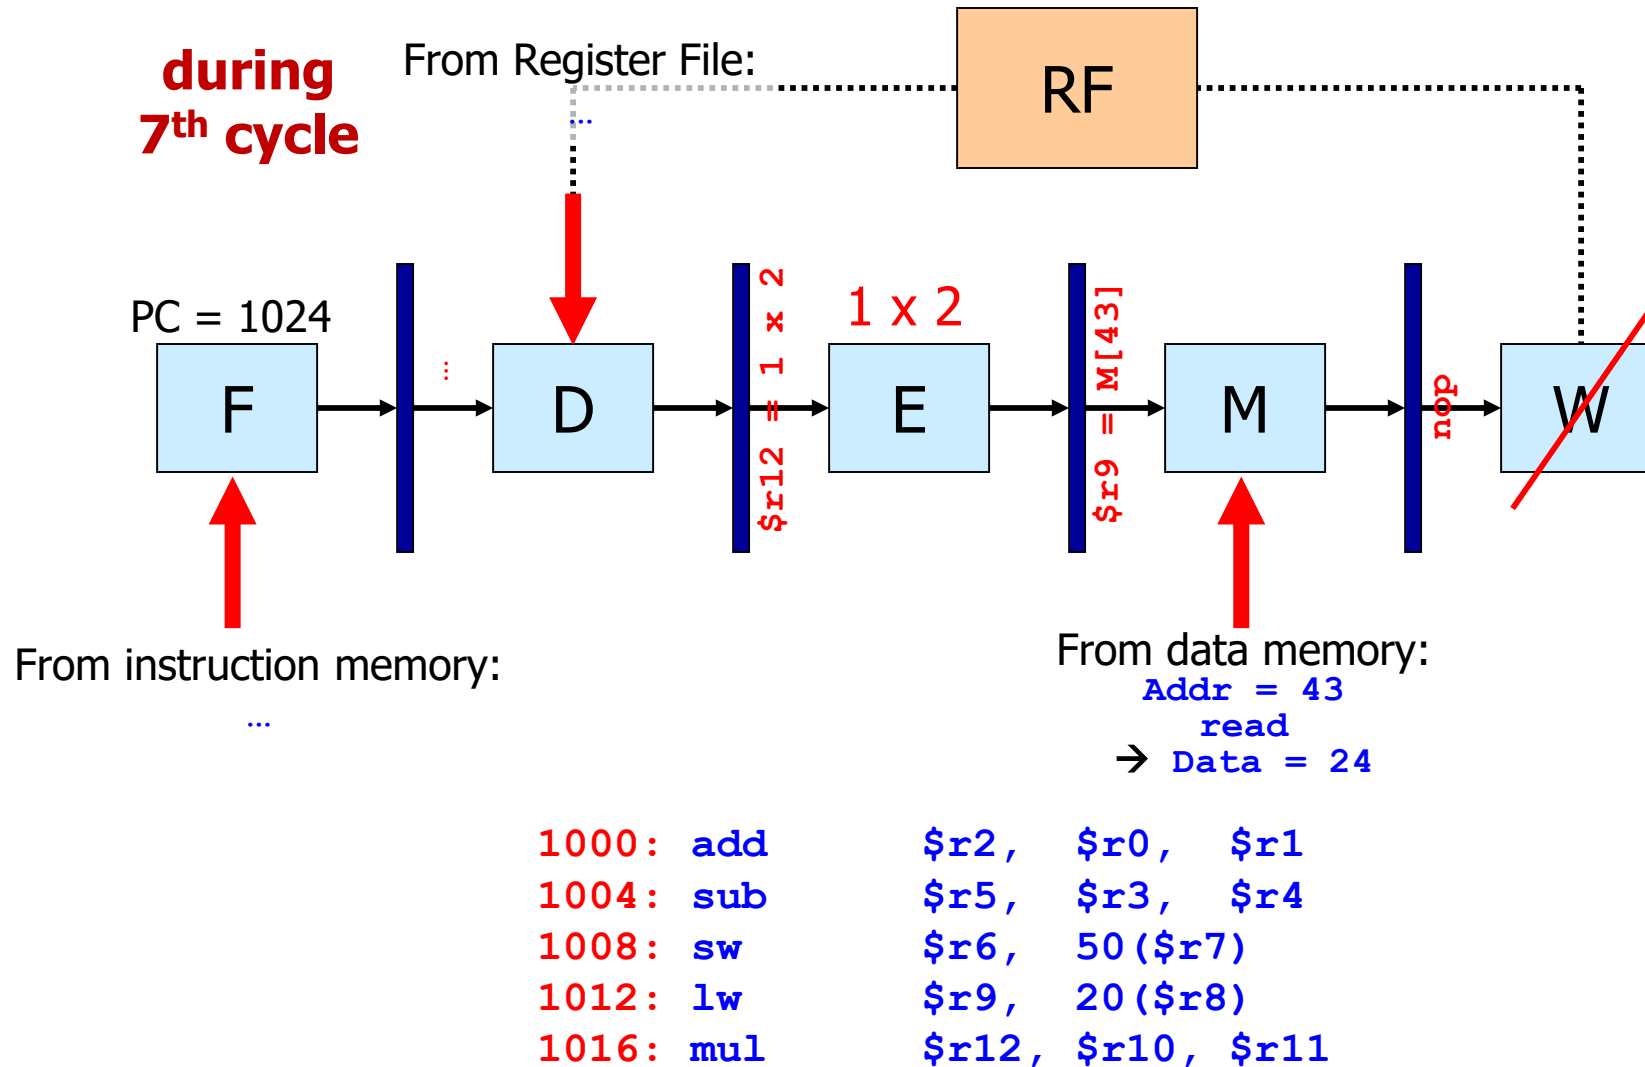 during
7th cycle
From Register File:
…
RF
PC = 1024
F
…
D
$r12 = 1 x 2
1 x 2
E
$r9 = M[43]
M
nop
W
From instruction memory:
…
From data memory:
Addr = 43
read
→ Data = 24
1000: add $r2, $r0, $r1
1004: sub $r5, $r3, $r4
1008: sw $r6, 50($r7)
1012: lw $r9, 20($r8)
1016: mul $r12, $r10, $r11